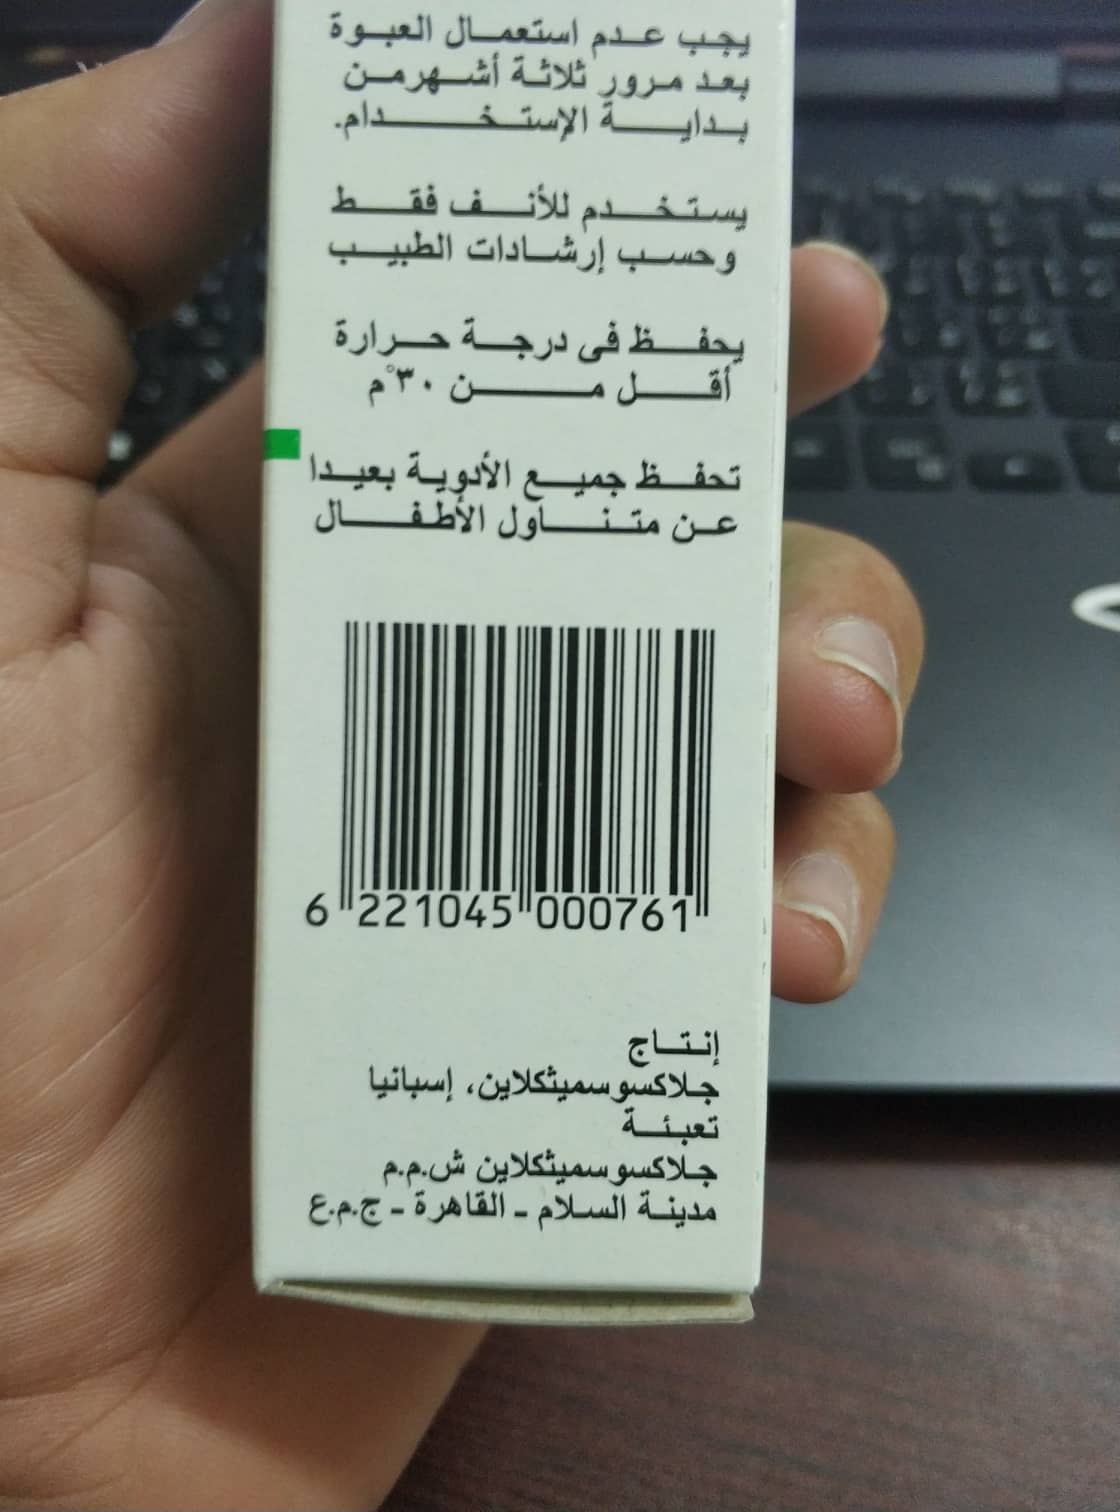 يجب عدم استعمال العبوة
بعد مرور ثلاثة أشهرمن
بداية الإستخدام.
يستخدم للأنف فقط
وحسب إرشادات الطبيب
يحفظ فى درجة حرارة
أقل من ٣٠°م
تحفظ جميع الأدوية بعيدا
عن متناول الأطفال
6 221045 000761
إنتاج
جلاكسوسميثكلاين، إسبانيا
تعبئة
جلاكسوسميثكلاين ش.م.م
مدينة السلام - القاهرة - ج.م.ع